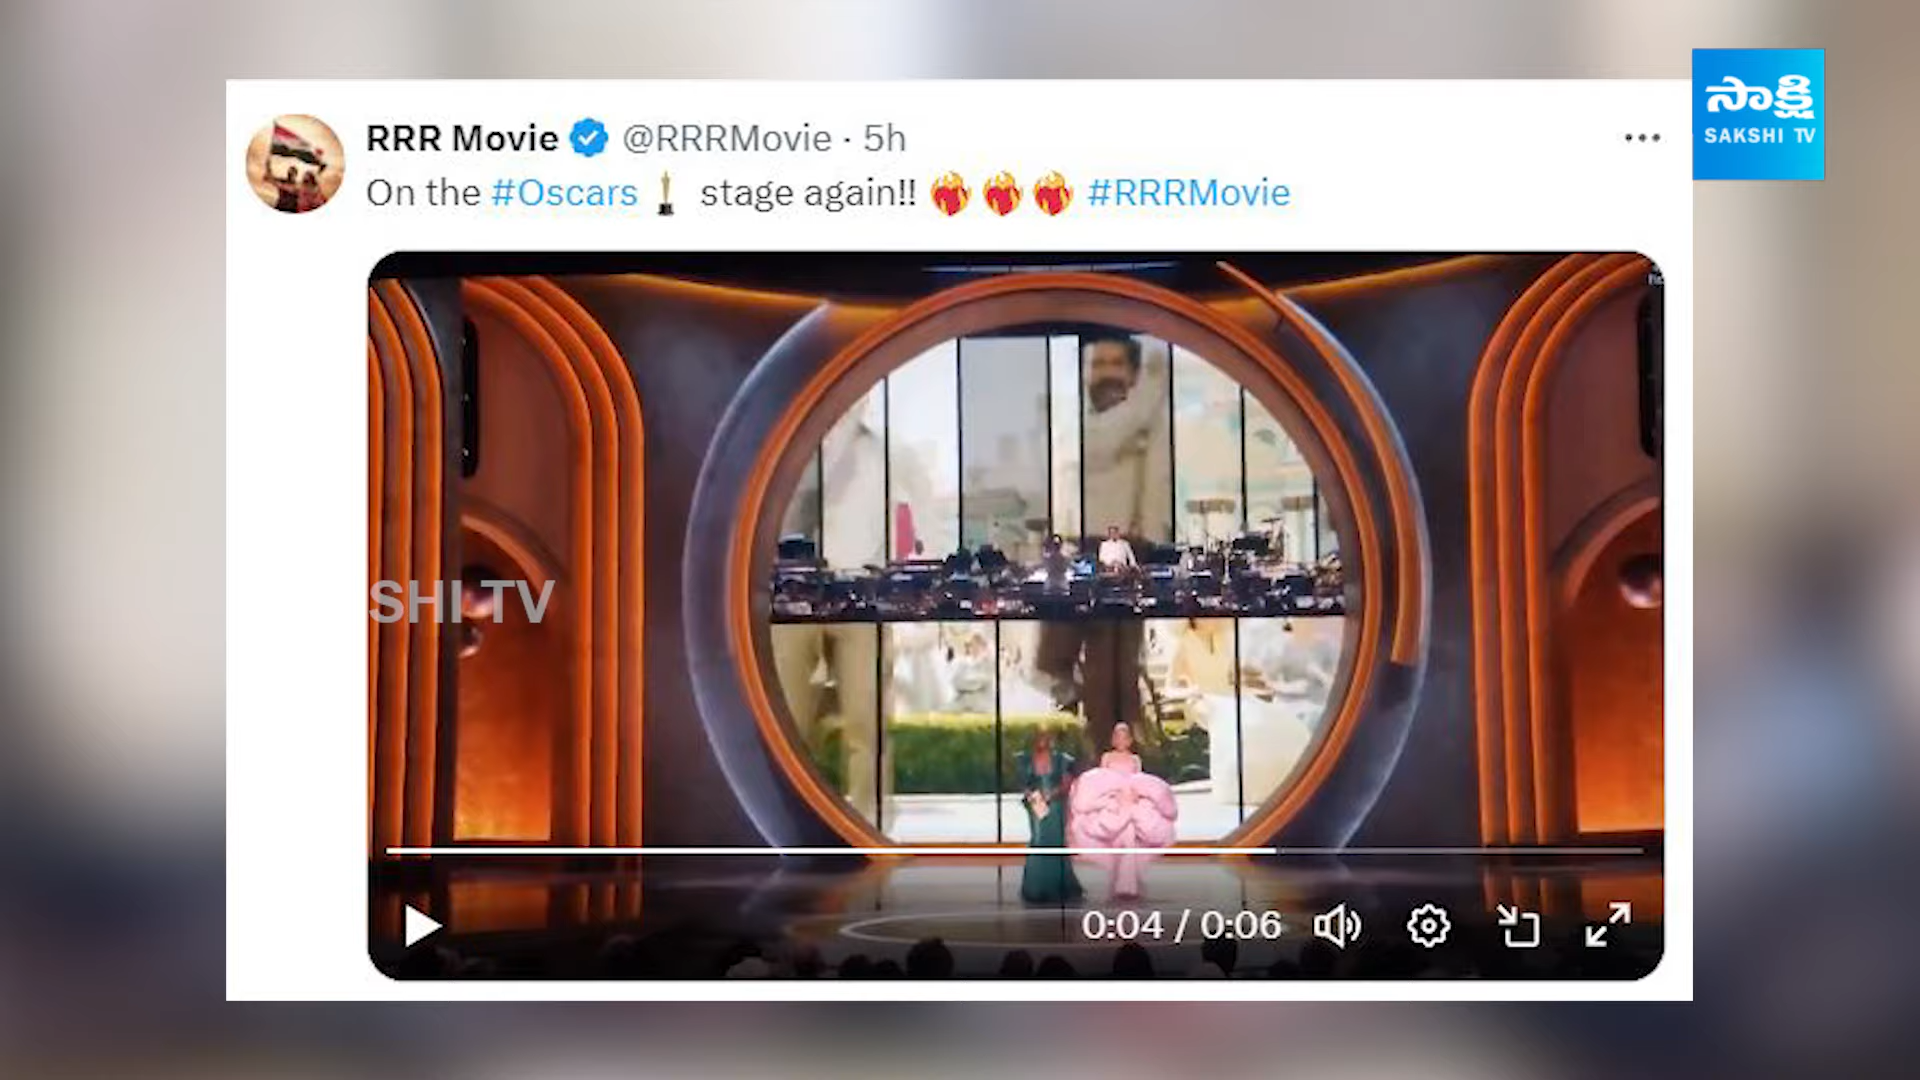 RRR Movie @RRRMovie · 5h
On the #Oscars stage again!! #RRRMovie
సాక్షి
SAKSHI TV
SHI TV
0:04 / 0:06